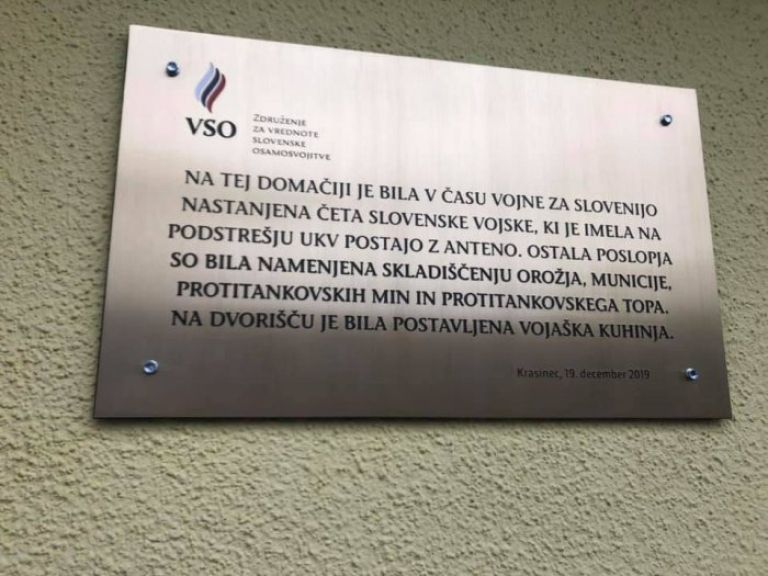 VSO
ZDRUŽENJE
ZA VREDNOTE
SLOVENSKE
OSAMOSVOJITVE
NA TEJ DOMAČIJI JE BILA V ČASU VOJNE ZA SLOVENIJO
NASTANJENA ČETA SLOVENSKE VOJSKE, KI JE IMELA NA
PODSTREŠJU UKV POSTAJO Z ANTENO. OSTALA POSLOPJA
SO BILA NAMENJENA SKLADIŠČENJU OROŽJA, MUNICIJE,
PROTITANKOVSKIH MIN IN PROTITANKOVSKEGA TOPA.
NA DVORIŠČU JE BILA POSTAVLJENA VOJAŠKA KUHINJA.
Krasinec, 19. december 2019